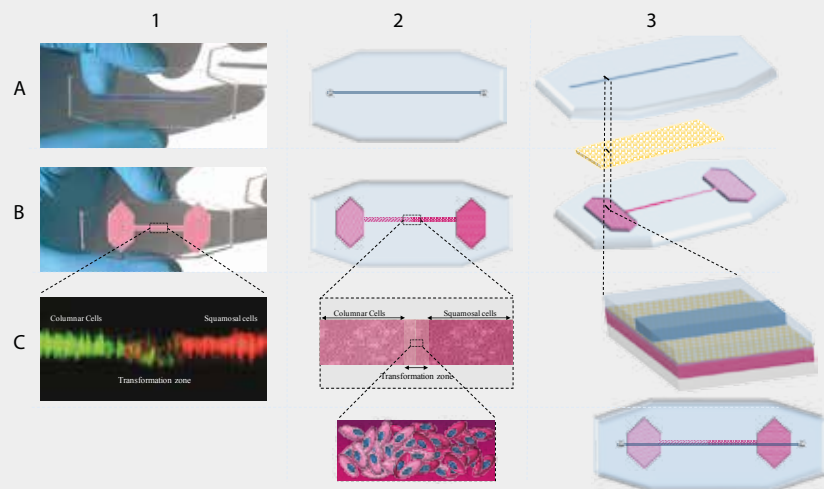 1 2 3
A
B
C
Columnar Cells Squamosal cells
Transformation zone
Columnar Cells Squamosal cells
Transformation zone